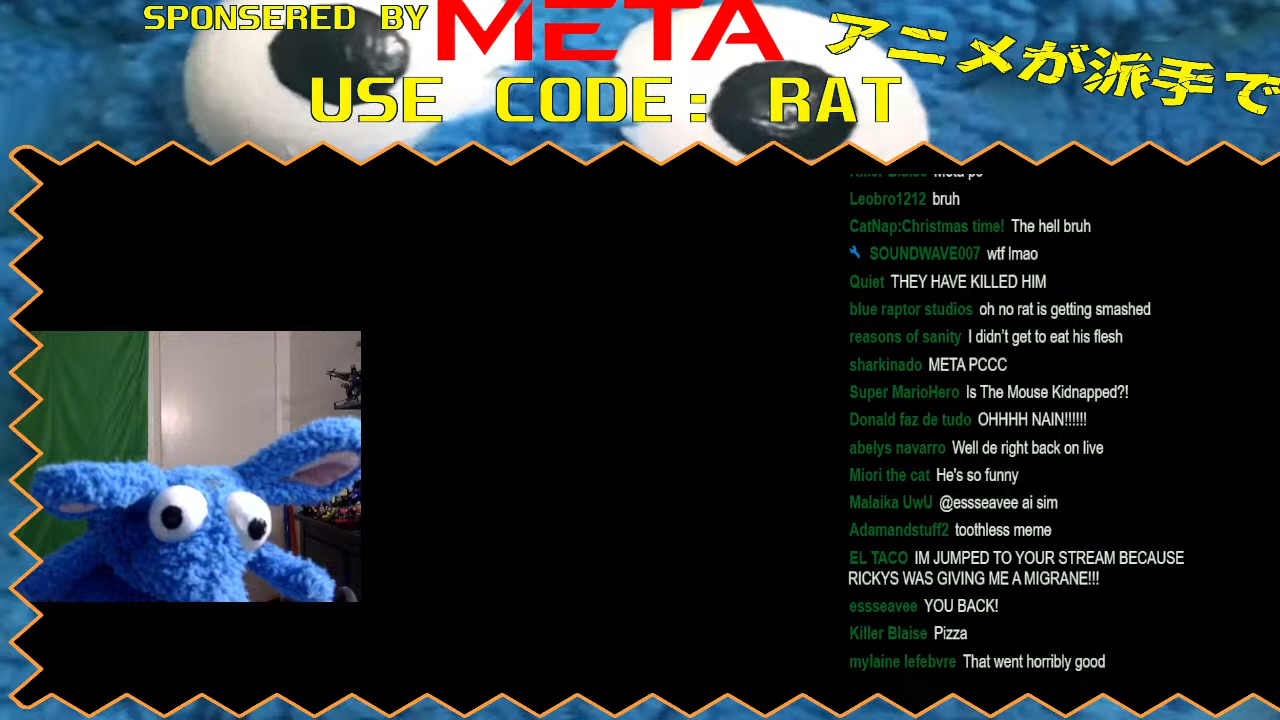 SPONSERED BY META
アニメが派手で
USE CODE: RAT
Leobro1212 bruh
CatNap:Christmas time! The hell bruh
SOUNDWAVE007 wtf lmao
Quiet THEY HAVE KILLED HIM
blue raptor studios oh no rat is getting smashed
reasons of sanity I didn't get to eat his flesh
sharkinado META PCCC
Super MarioHero Is The Mouse Kidnapped?!
Donald faz de tudo OHHHH NAIN!!!!!!
abelys navarro Well de right back on live
Miori the cat He's so funny
Malaika UwU @essseavee ai sim
Adamandstuff2 toothless meme
EL TACO IM JUMPED TO YOUR STREAM BECAUSE
RICKYS WAS GIVING ME A MIGRANE!!!
essseavee YOU BACK!
Killer Blaise Pizza
mylaine lefebvre That went horribly good